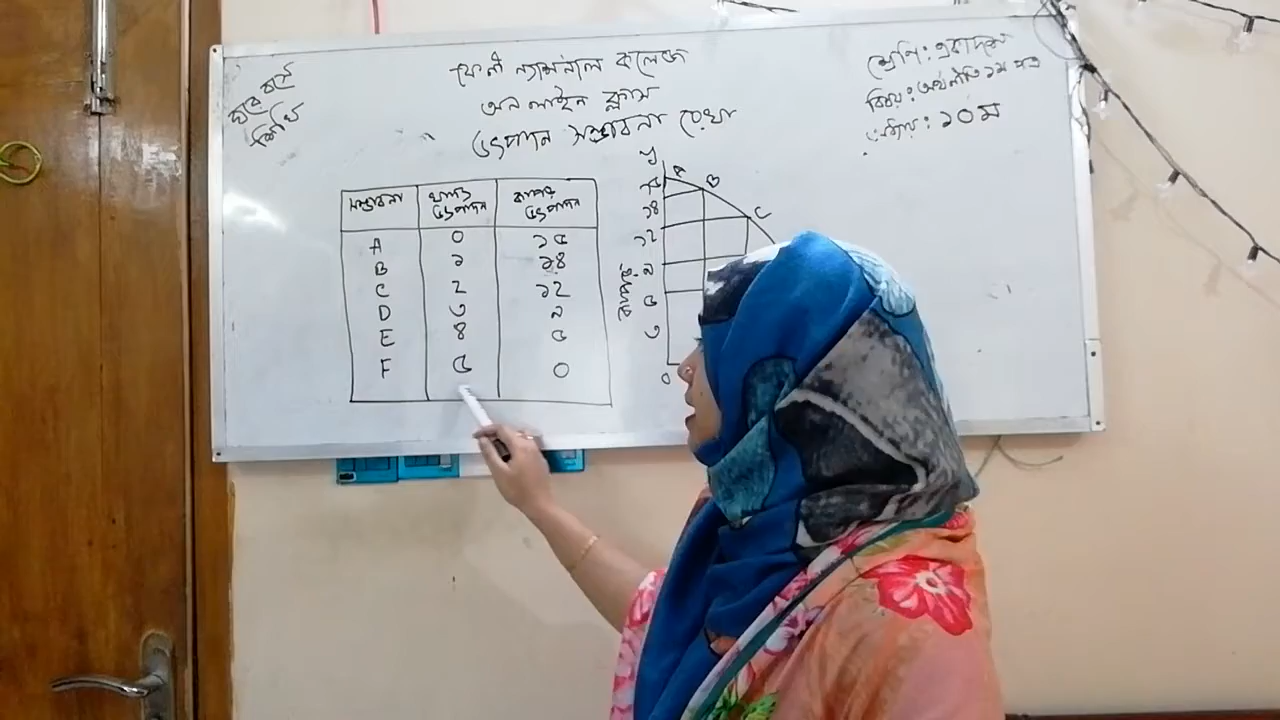 ঘরে বসে
শিখি
ফেনী ন্যাশনাল কলেজ
অনলাইন ক্লাস
উৎপাদন সম্ভাবনা রেখা
শ্রেণি: একাদশ
বিষয়: অর্থনীতি ১ম পত্র
: ১০ম
সম্ভাবনা খাদ্য উৎপাদন কাপড় উৎপাদন
A ০ ১৫
B ১ ১৪
C ২ ১২
D ৩ ৯
E ৪ ৫
F ৫ ০
A
B
১৪
C
১২
৯
৫
৩
০